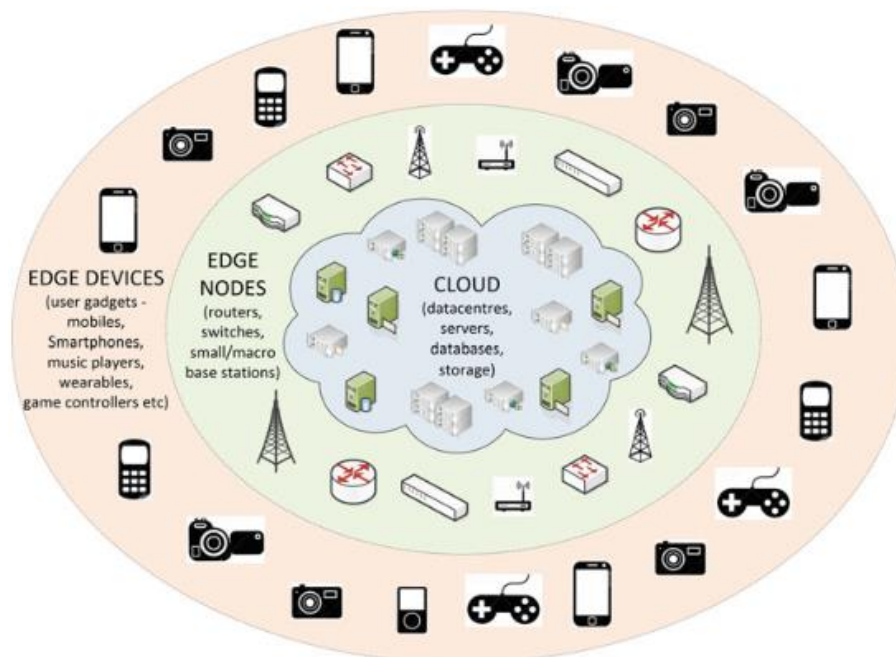 EDGE DEVICES
(user gadgets -
mobiles,
Smartphones,
music players,
wearables,
game controllers etc)
EDGE
NODES
(routers,
switches,
small/macro
base stations)
CLOUD
(datacentres,
servers,
databases,
storage)